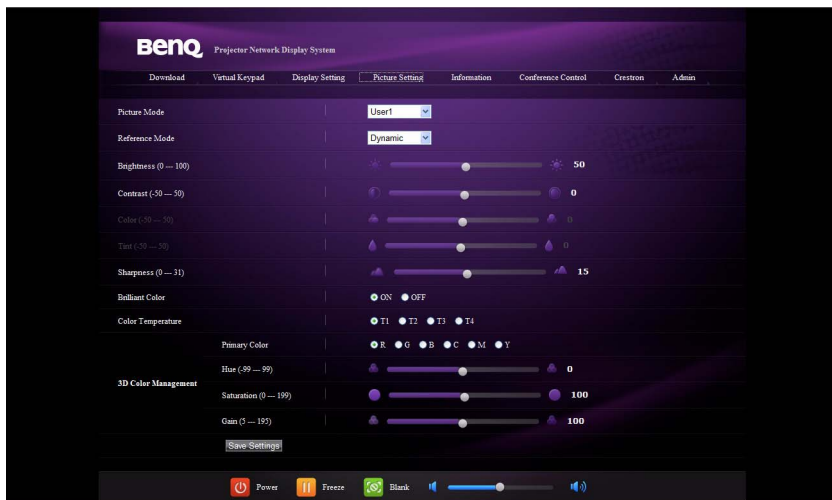 BenQ Projector Network Display System
Download Virtual Keypad Display Setting Picture Setting Information Conference Control Crestron Admin
Picture Mode User1
Reference Mode Dynamic
Brightness (0 --- 100) 50
Contrast (-50 --- 50) 0
Color (-50 --- 50) 0
Tint (-50 --- 50) 0
Sharpness (0 --- 31) 15
Brilliant Color ON OFF
Color Temperature T1 T2 T3 T4
Primary Color R G B C M Y
Hue (-99 --- 99) 0
3D Color Management
Saturation (0 --- 199) 100
Gain (5 --- 195) 100
Save Settings
Power Freeze Blank